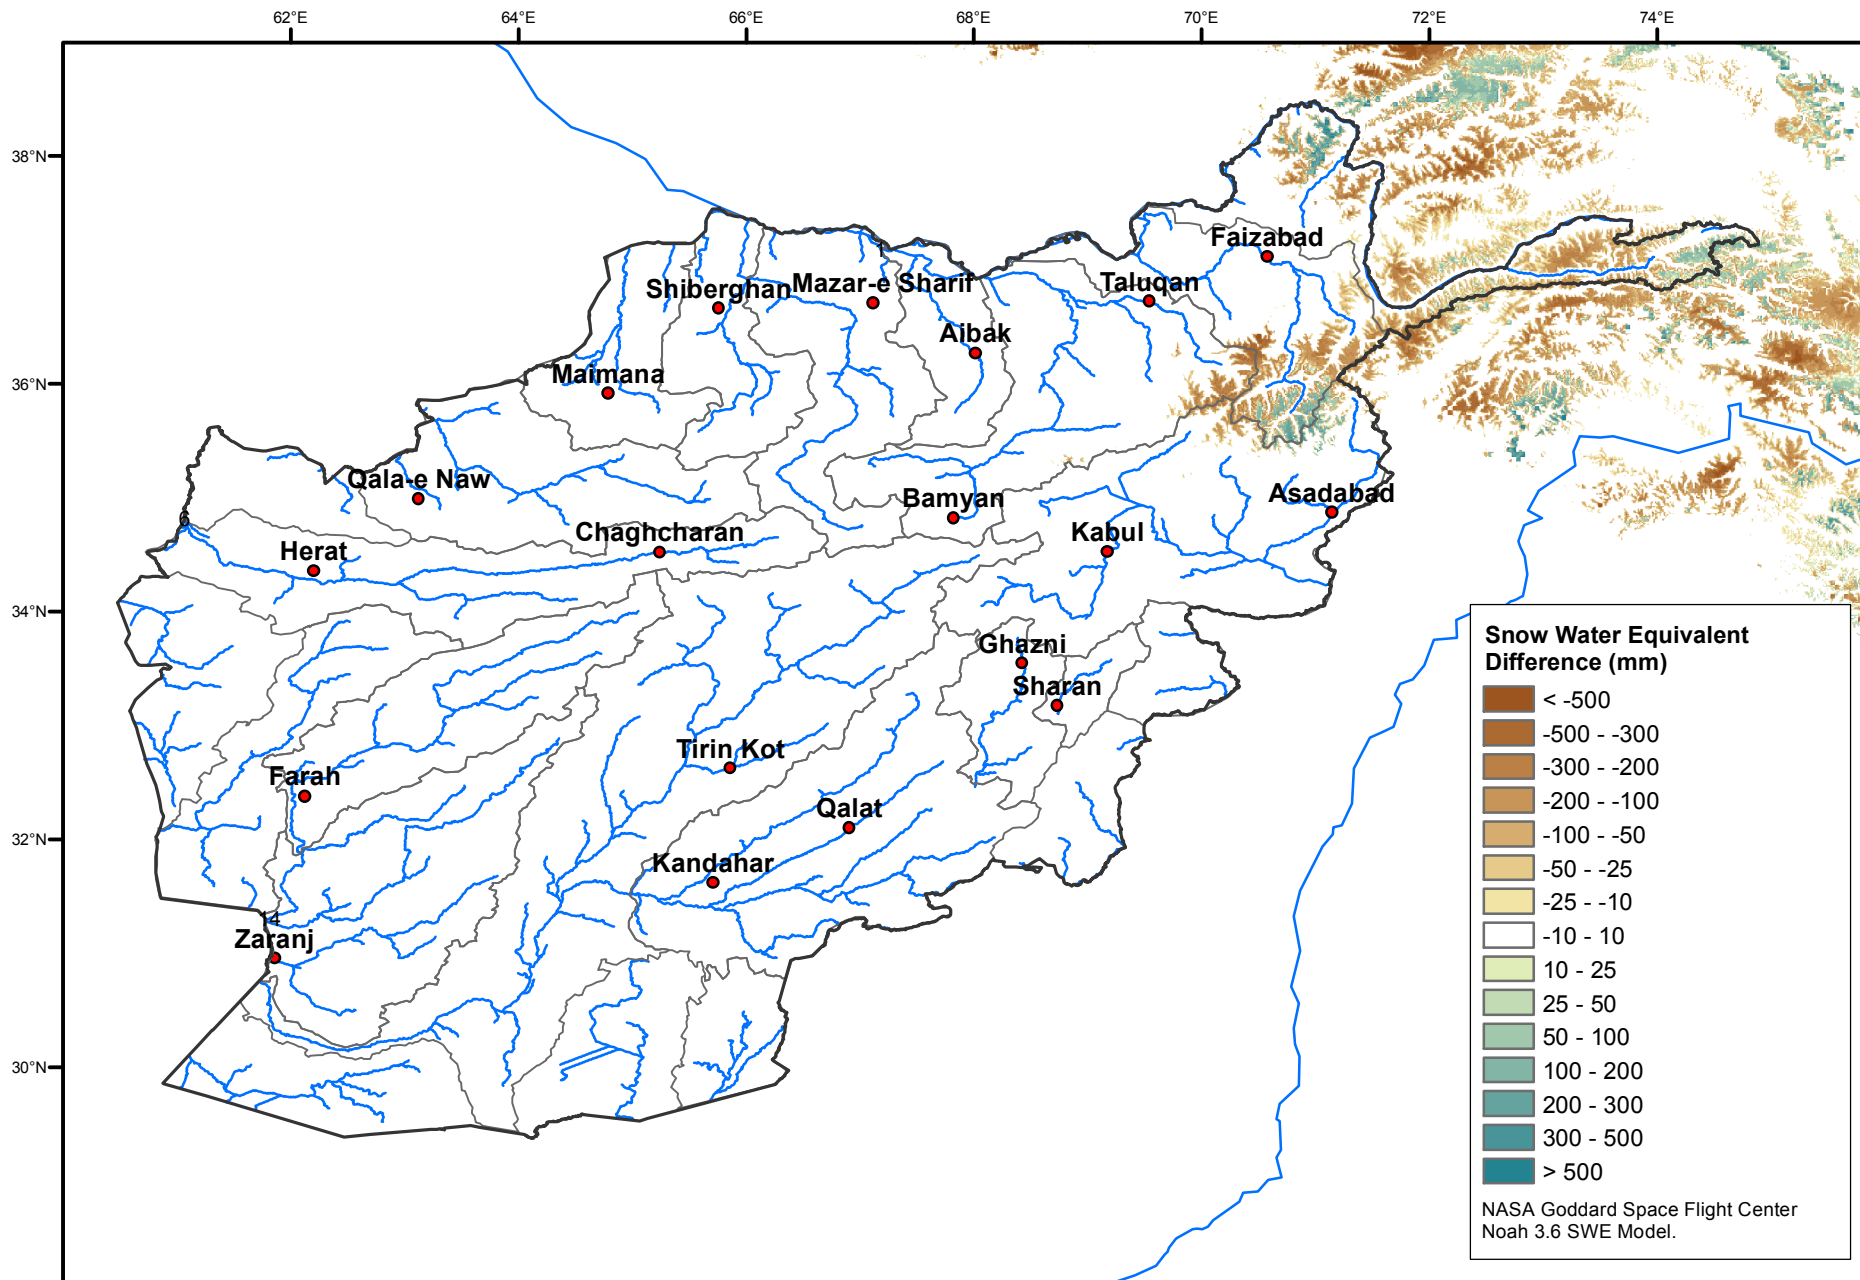 62°E 64°E 66°E 68°E 70°E 72°E 74°E
38°N
Faizabad
Shiberghan Mazar-e Sharif Taluqan
Aibak
36°N
Maimana
Qala-e Naw
Bamyan Asadabad
6
Chaghcharan Kabul
Herat
34°N
Ghazni
Sharan
Tirin Kot
Farah
Qalat
32°N
Kandahar
14
Zaranj
30°N
Snow Water Equivalent
Difference (mm)
< -500
-500 - -300
-300 - -200
-200 - -100
-100 - -50
-50 - -25
-25 - -10
-10 - 10
10 - 25
25 - 50
50 - 100
100 - 200
200 - 300
300 - 500
> 500
NASA Goddard Space Flight Center
Noah 3.6 SWE Model.